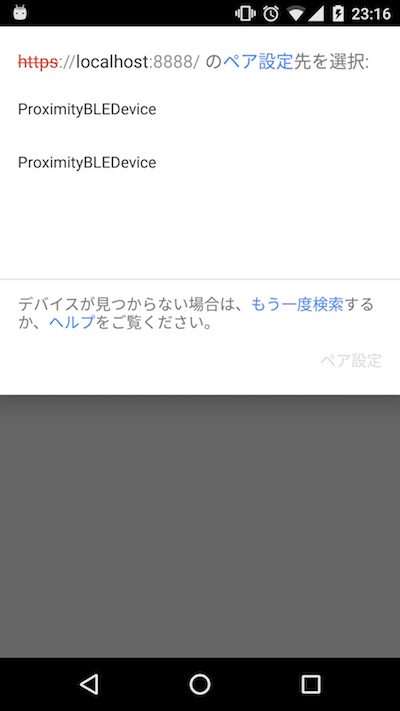 23:16
https://localhost:8888/ のペア設定先を選択:
ProximityBLEDevice
ProximityBLEDevice
デバイスが見つからない場合は、もう一度検索する
か、ヘルプをご覧ください。
ペア設定